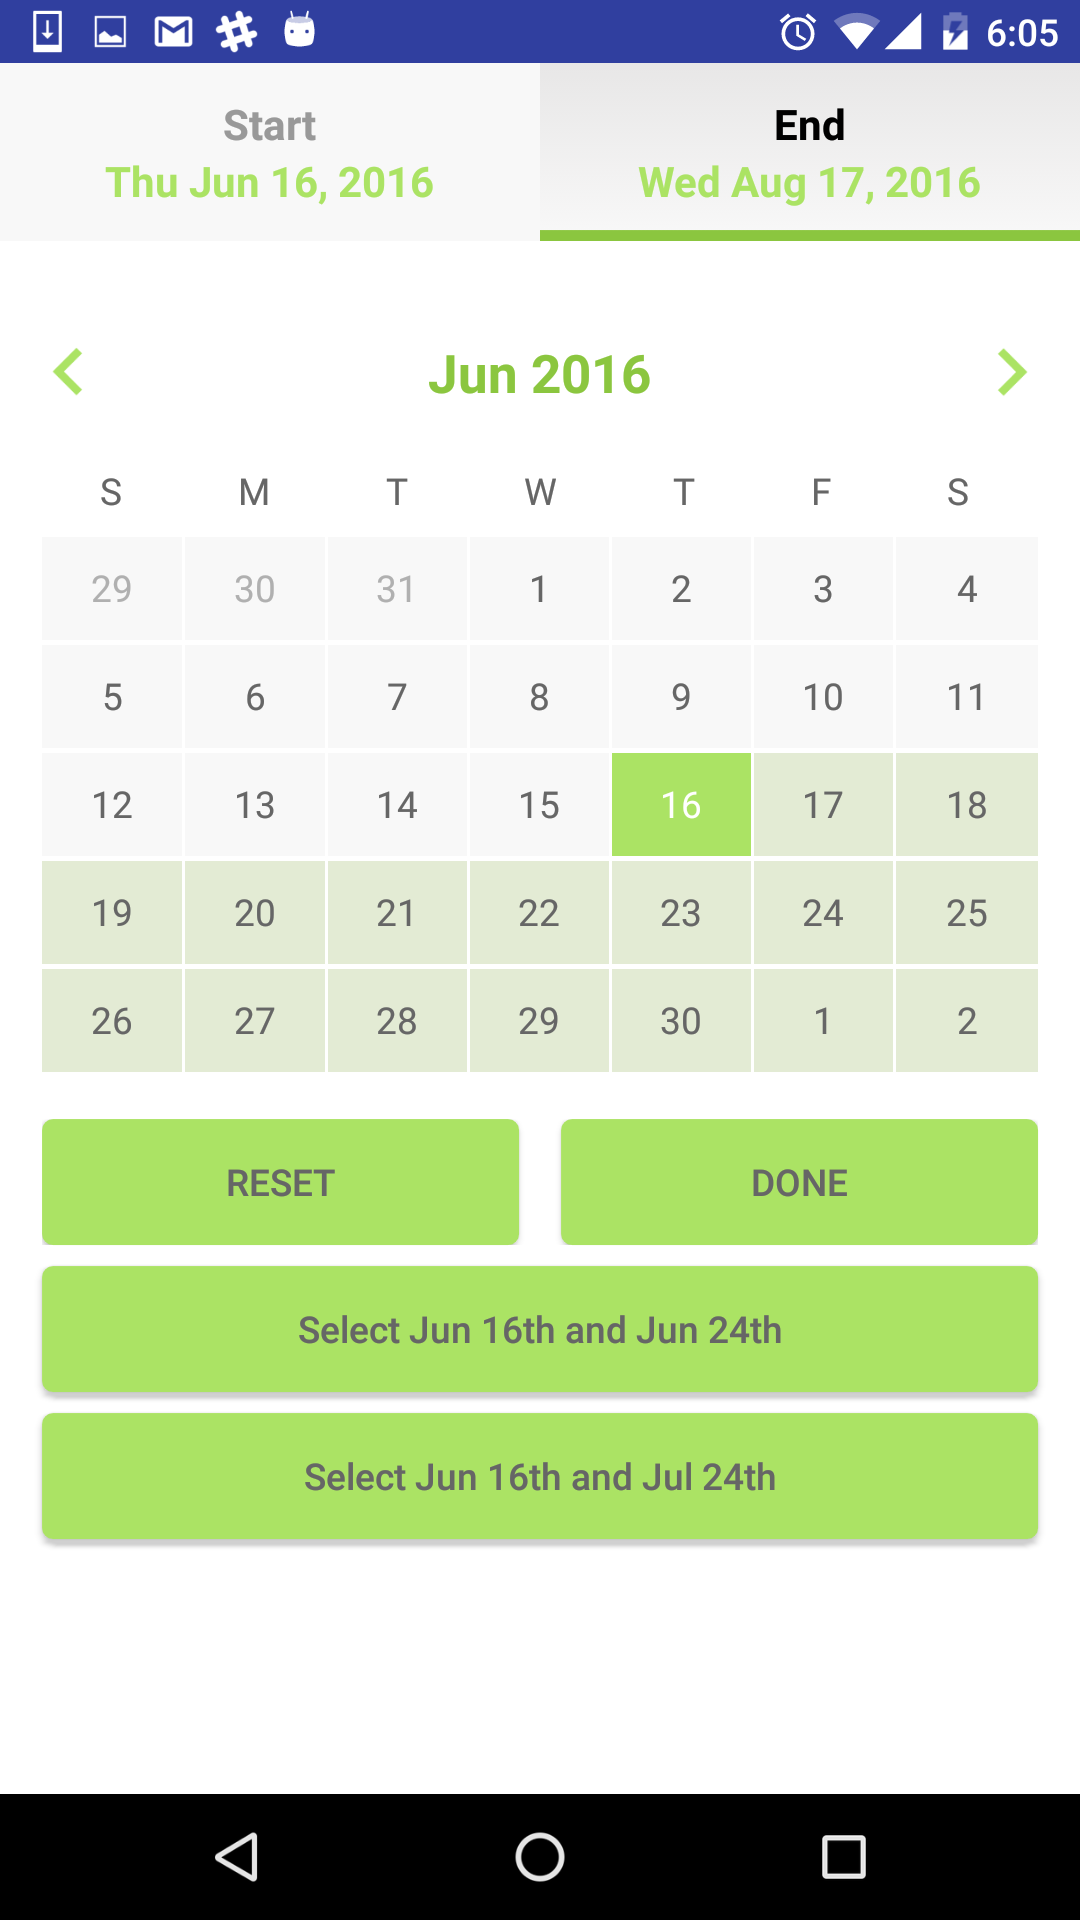 6:05
Start End
Thu Jun 16, 2016 Wed Aug 17, 2016
Jun 2016
S M T W T F S
29 30 31 1 2 3 4
5 6 7 8 9 10 11
12 13 14 15 16 17 18
19 20 21 22 23 24 25
26 27 28 29 30 1 2
RESET DONE
Select Jun 16th and Jun 24th
Select Jun 16th and Jul 24th